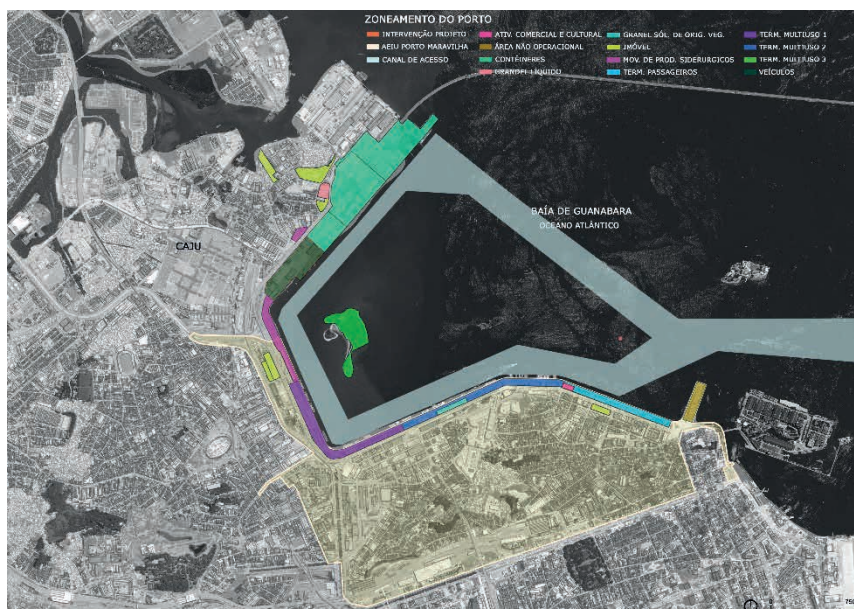 ZONEAMENTO DO PORTO
INTERVENÇÃO PROJETO
AEIU PORTO MARAVILHA
CANAL DE ACESSO
ATIV. COMERCIAL E CULTURAL
ÁREA NÃO OPERACIONAL
CONTÊINERES
GRANEL LÍQUIDO
GRANEL SÓL. DE ORIG. VEG.
IMÓVEL
MOV. DE PROD. SIDERURGICOS
TERM. PASSAGEIROS
TERM. MULTIUSO 1
TERM. MULTIUSO 2
TERM. MULTIUSO 3
VEÍCULOS
BAÍA DE GUANABARA
OCEANO ATLÂNTICO
CAJU